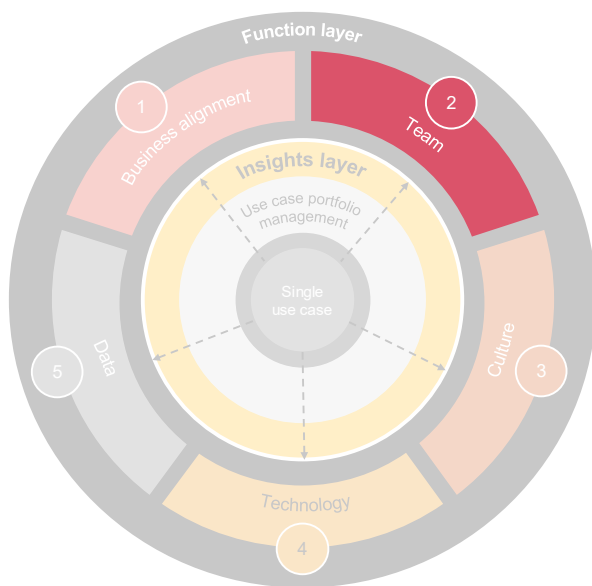 Function layer
1
Business alignment
2
Team
Insights layer
Use case portfolio
management
Single
use case
5
Data
Culture
3
Technology
4